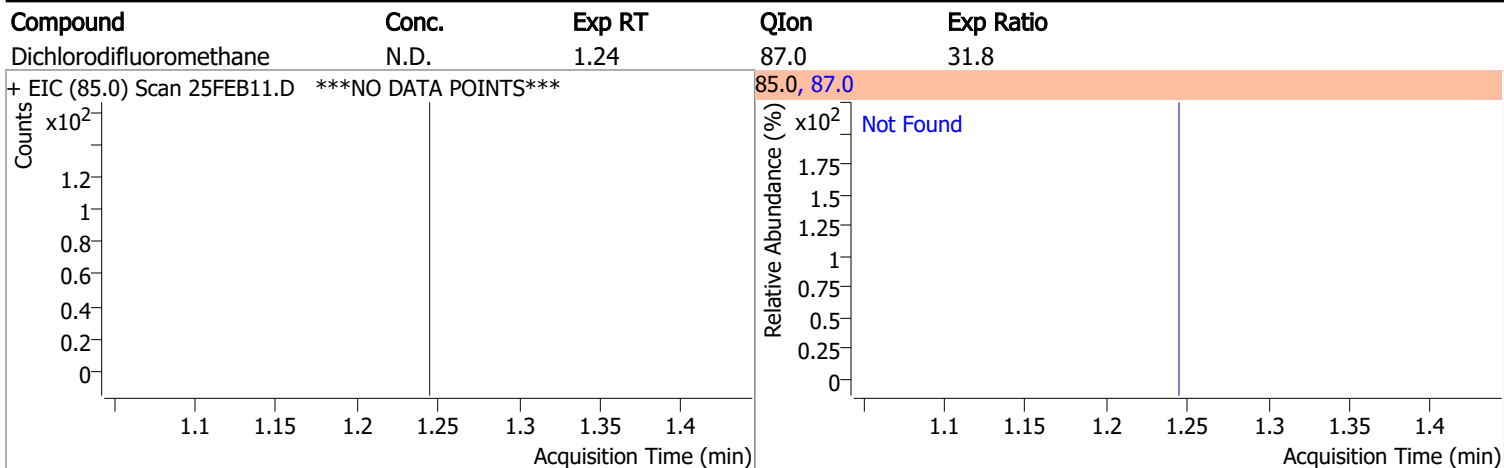 Compound Conc. Exp RT QIon Exp Ratio
Dichlorodifluoromethane N.D. 1.24 87.0 31.8
+ EIC (85.0) Scan 25FEB11.D ***NO DATA POINTS***
Counts
x10²
1.2
1
0.8
0.6
0.4
0.2
0
1.1 1.15 1.2 1.25 1.3 1.35 1.4
Acquisition Time (min)
85.0, 87.0
Relative Abundance (%)
x10²
Not Found
1.75
1.5
1.25
1
0.75
0.5
0.25
0
1.1 1.15 1.2 1.25 1.3 1.35 1.4
Acquisition Time (min)